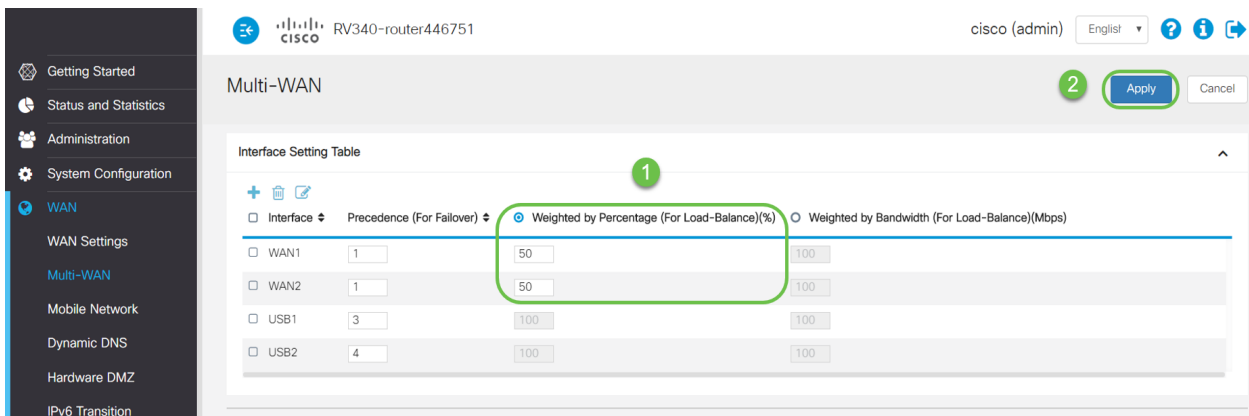 CISCO RV340-router446751 cisco (admin) English
Getting Started
Status and Statistics
Administration
System Configuration
WAN
WAN Settings
Multi-WAN
Mobile Network
Dynamic DNS
Hardware DMZ
IPv6 Transition
Multi-WAN 2 Apply Cancel
Interface Setting Table
1
Interface Precedence (For Failover) Weighted by Percentage (For Load-Balance)(%) Weighted by Bandwidth (For Load-Balance)(Mbps)
WAN1 1 50 100
WAN2 1 50 100
USB1 3 100 100
USB2 4 100 100